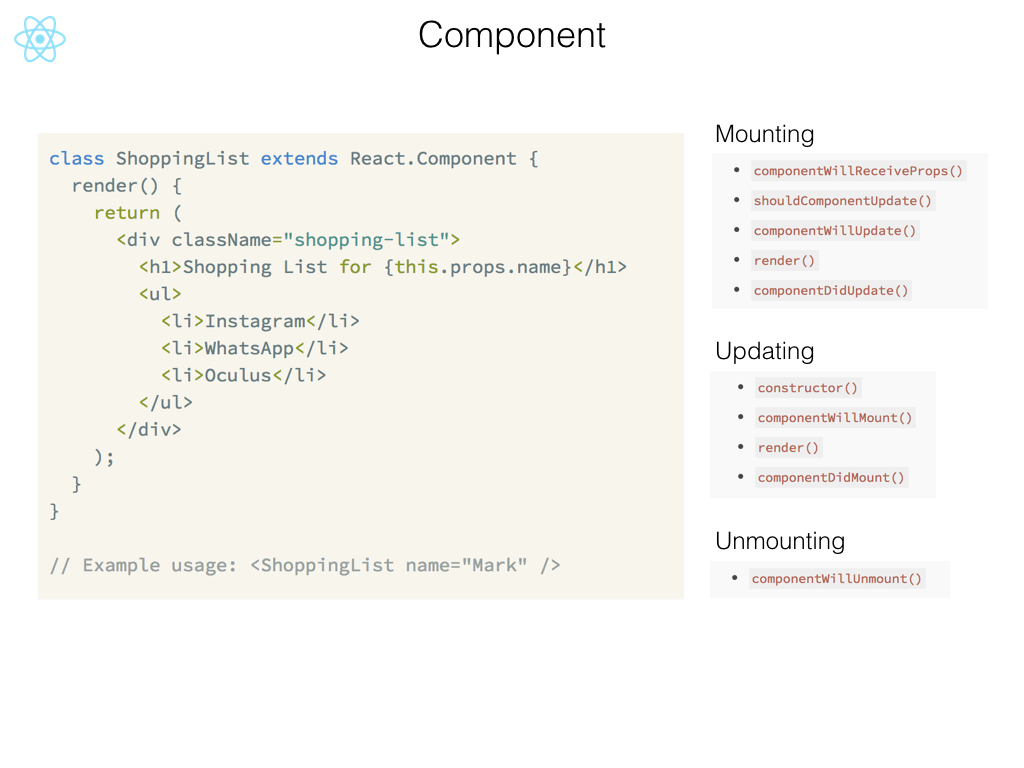 Component
class ShoppingList extends React.Component {
  render() {
    return (
      <div className="shopping-list">
        <h1>Shopping List for {this.props.name}</h1>
        <ul>
          <li>Instagram</li>
          <li>WhatsApp</li>
          <li>Oculus</li>
        </ul>
      </div>
    );
  }
}
// Example usage: <ShoppingList name="Mark" />
Mounting
• componentWillReceiveProps()
• shouldComponentUpdate()
• componentWillUpdate()
• render()
• componentDidUpdate()
Updating
• constructor()
• componentWillMount()
• render()
• componentDidMount()
Unmounting
• componentWillUnmount()